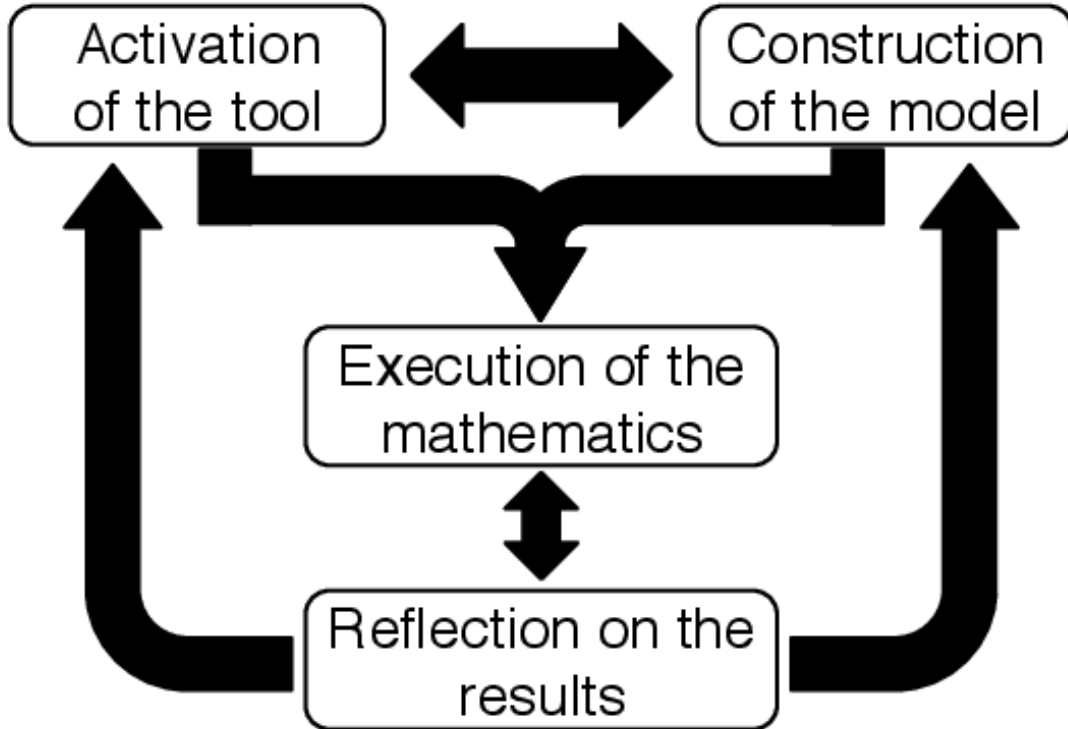 Activation
of the tool
Construction
of the model
Execution of the
mathematics
Reflection on the
results